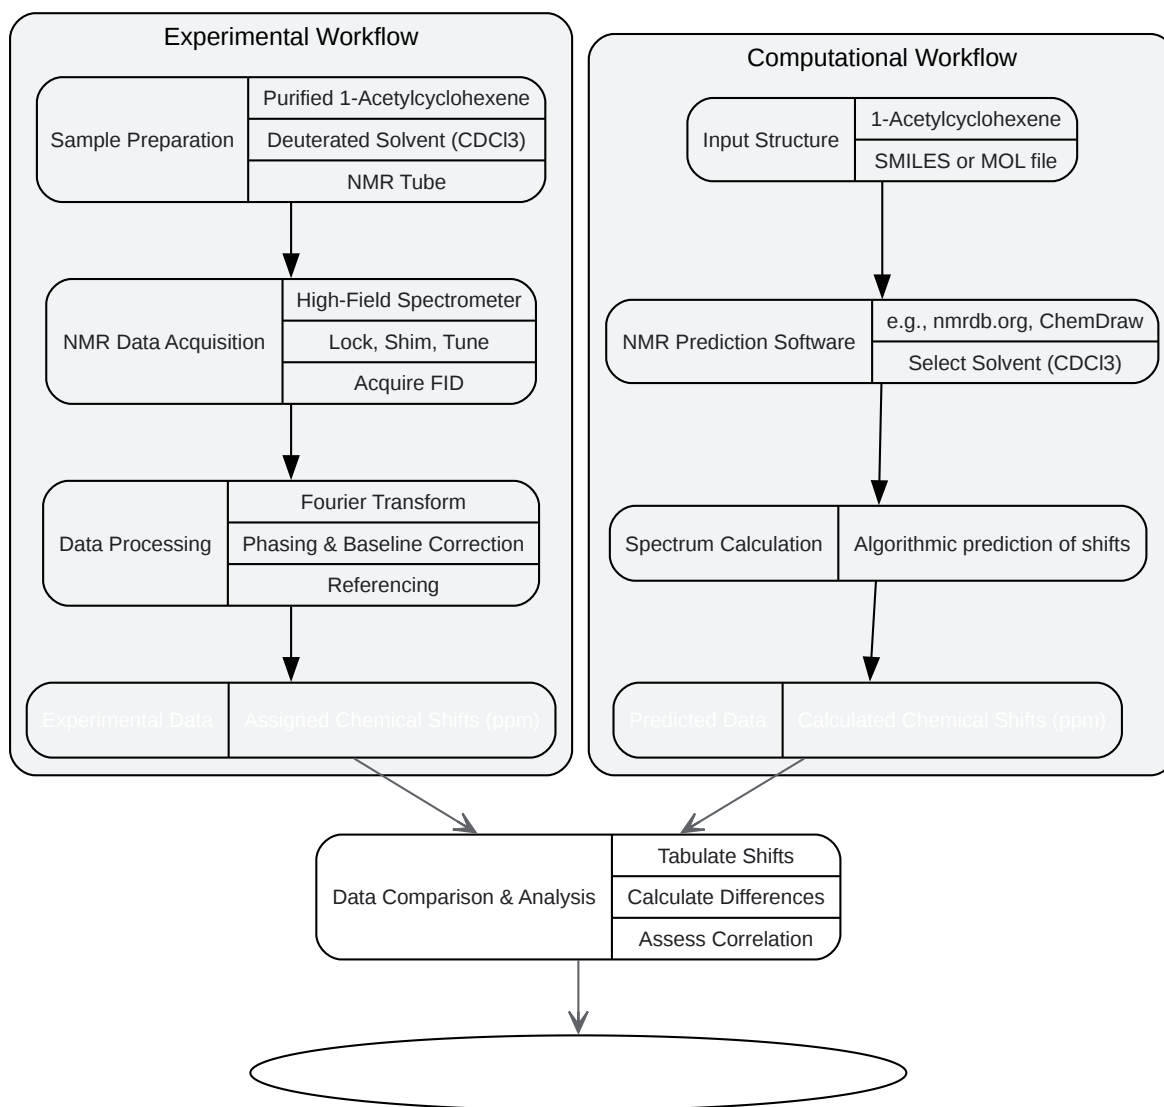 Experimental Workflow
Sample Preparation
Purified 1-Acetylcyclohexene
Deuterated Solvent (CDCl3)
NMR Tube
NMR Data Acquisition
High-Field Spectrometer
Lock, Shim, Tune
Acquire FID
Data Processing
Fourier Transform
Phasing & Baseline Correction
Referencing
Experimental Data
Assigned Chemical Shifts (ppm)
Computational Workflow
Input Structure
1-Acetylcyclohexene
SMILES or MOL file
NMR Prediction Software
e.g., nmrdb.org, ChemDraw
Select Solvent (CDCl3)
Spectrum Calculation
Algorithmic prediction of shifts
Predicted Data
Calculated Chemical Shifts (ppm)
Data Comparison & Analysis
Tabulate Shifts
Calculate Differences
Assess Correlation